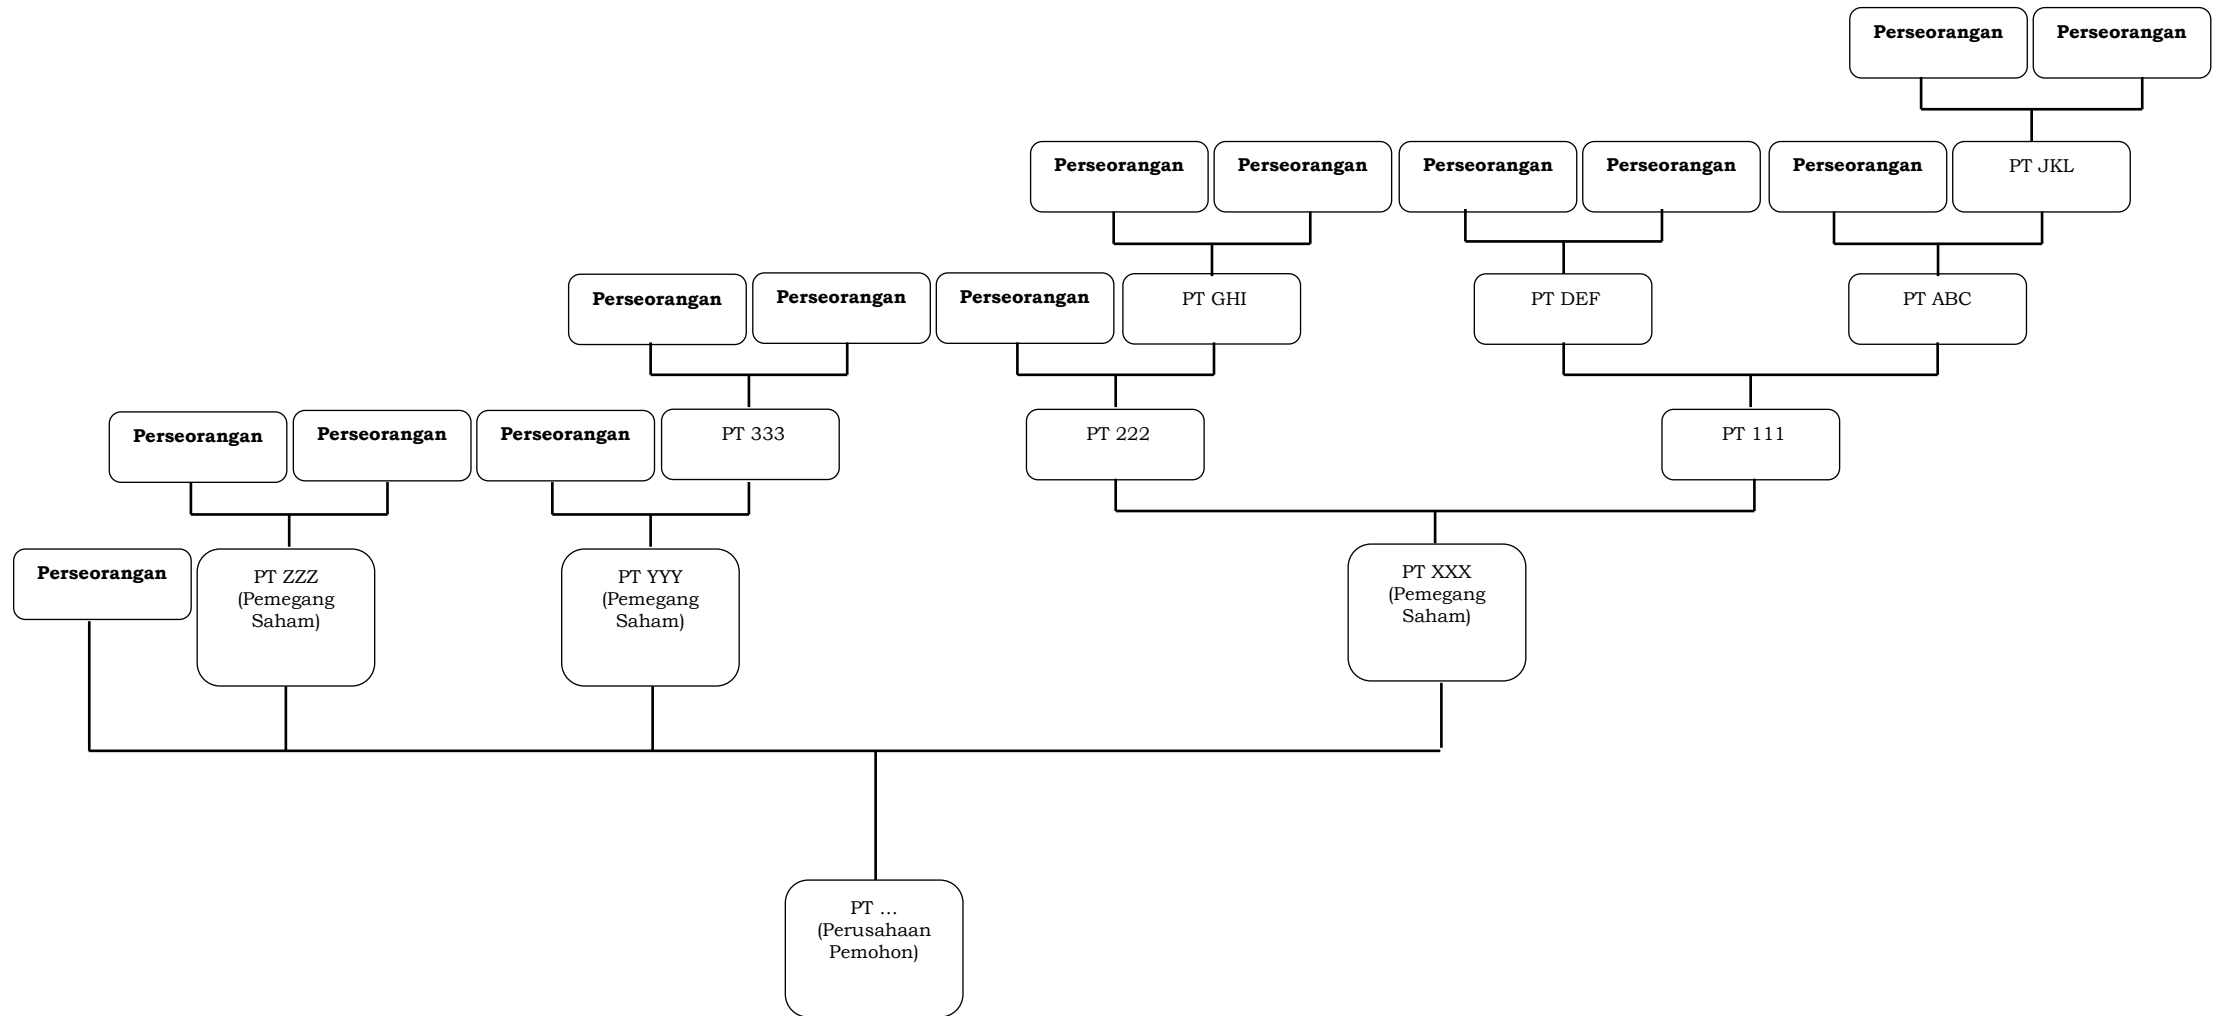 Perseorangan
Perseorangan
Perseorangan
Perseorangan
Perseorangan
Perseorangan
Perseorangan
PT JKL
Perseorangan
Perseorangan
Perseorangan
PT GHI
PT DEF
PT ABC
Perseorangan
Perseorangan
Perseorangan
PT 333
PT 222
PT 111
Perseorangan
PT ZZZ
(Pemegang
Saham)
PT YYY
(Pemegang
Saham)
PT XXX
(Pemegang
Saham)
PT ...
(Perusahaan
Pemohon)